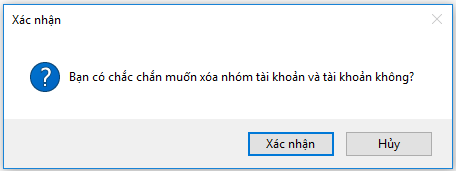 Xác nhận
Bạn có chắc chắn muốn xóa nhóm tài khoản và tài khoản không?
Xác nhận
Hủy